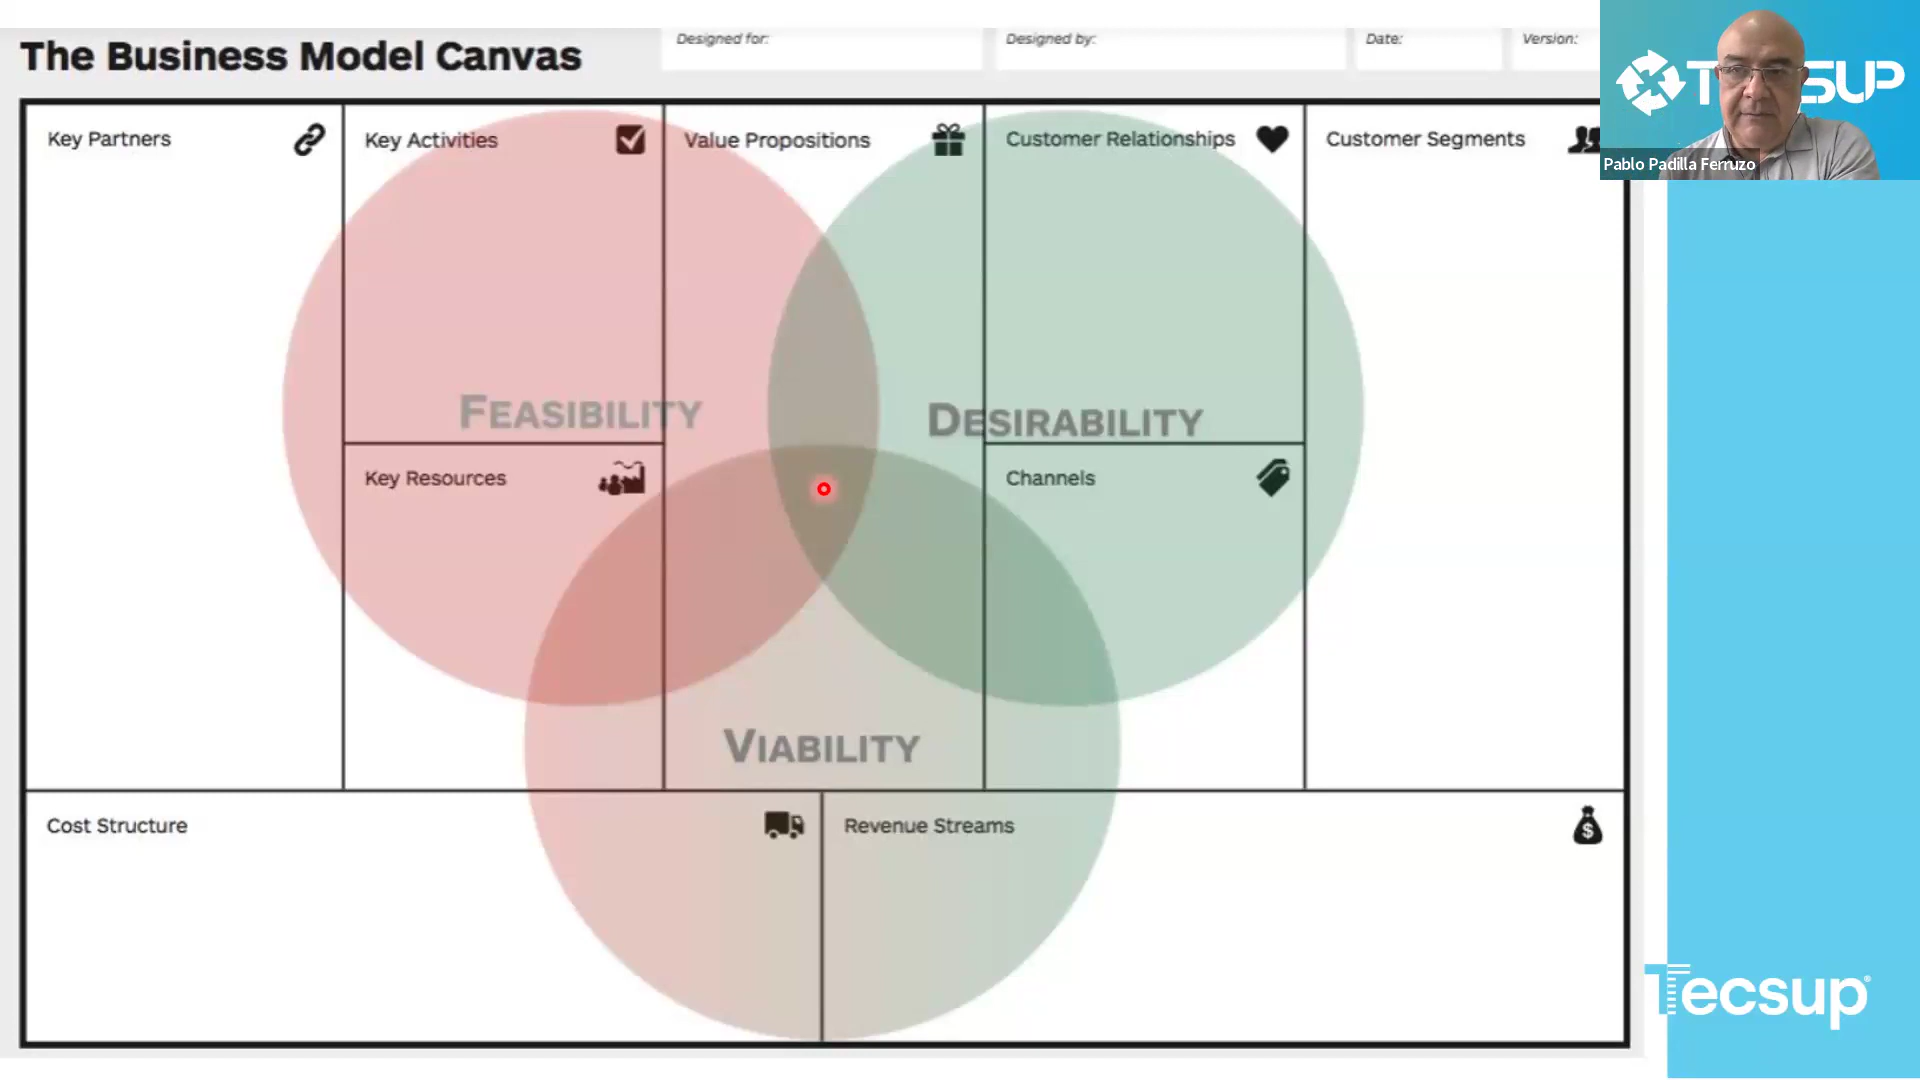 The Business Model Canvas
Designed for:
Designed by:
Date:
Version:
TECSUP
Pablo Padilla Ferruzo
Key Partners
Key Activities
Value Propositions
Customer Relationships
Customer Segments
FEASIBILITY
DESIRABILITY
Key Resources
Channels
VIABILITY
Cost Structure
Revenue Streams
$
Tecsup®